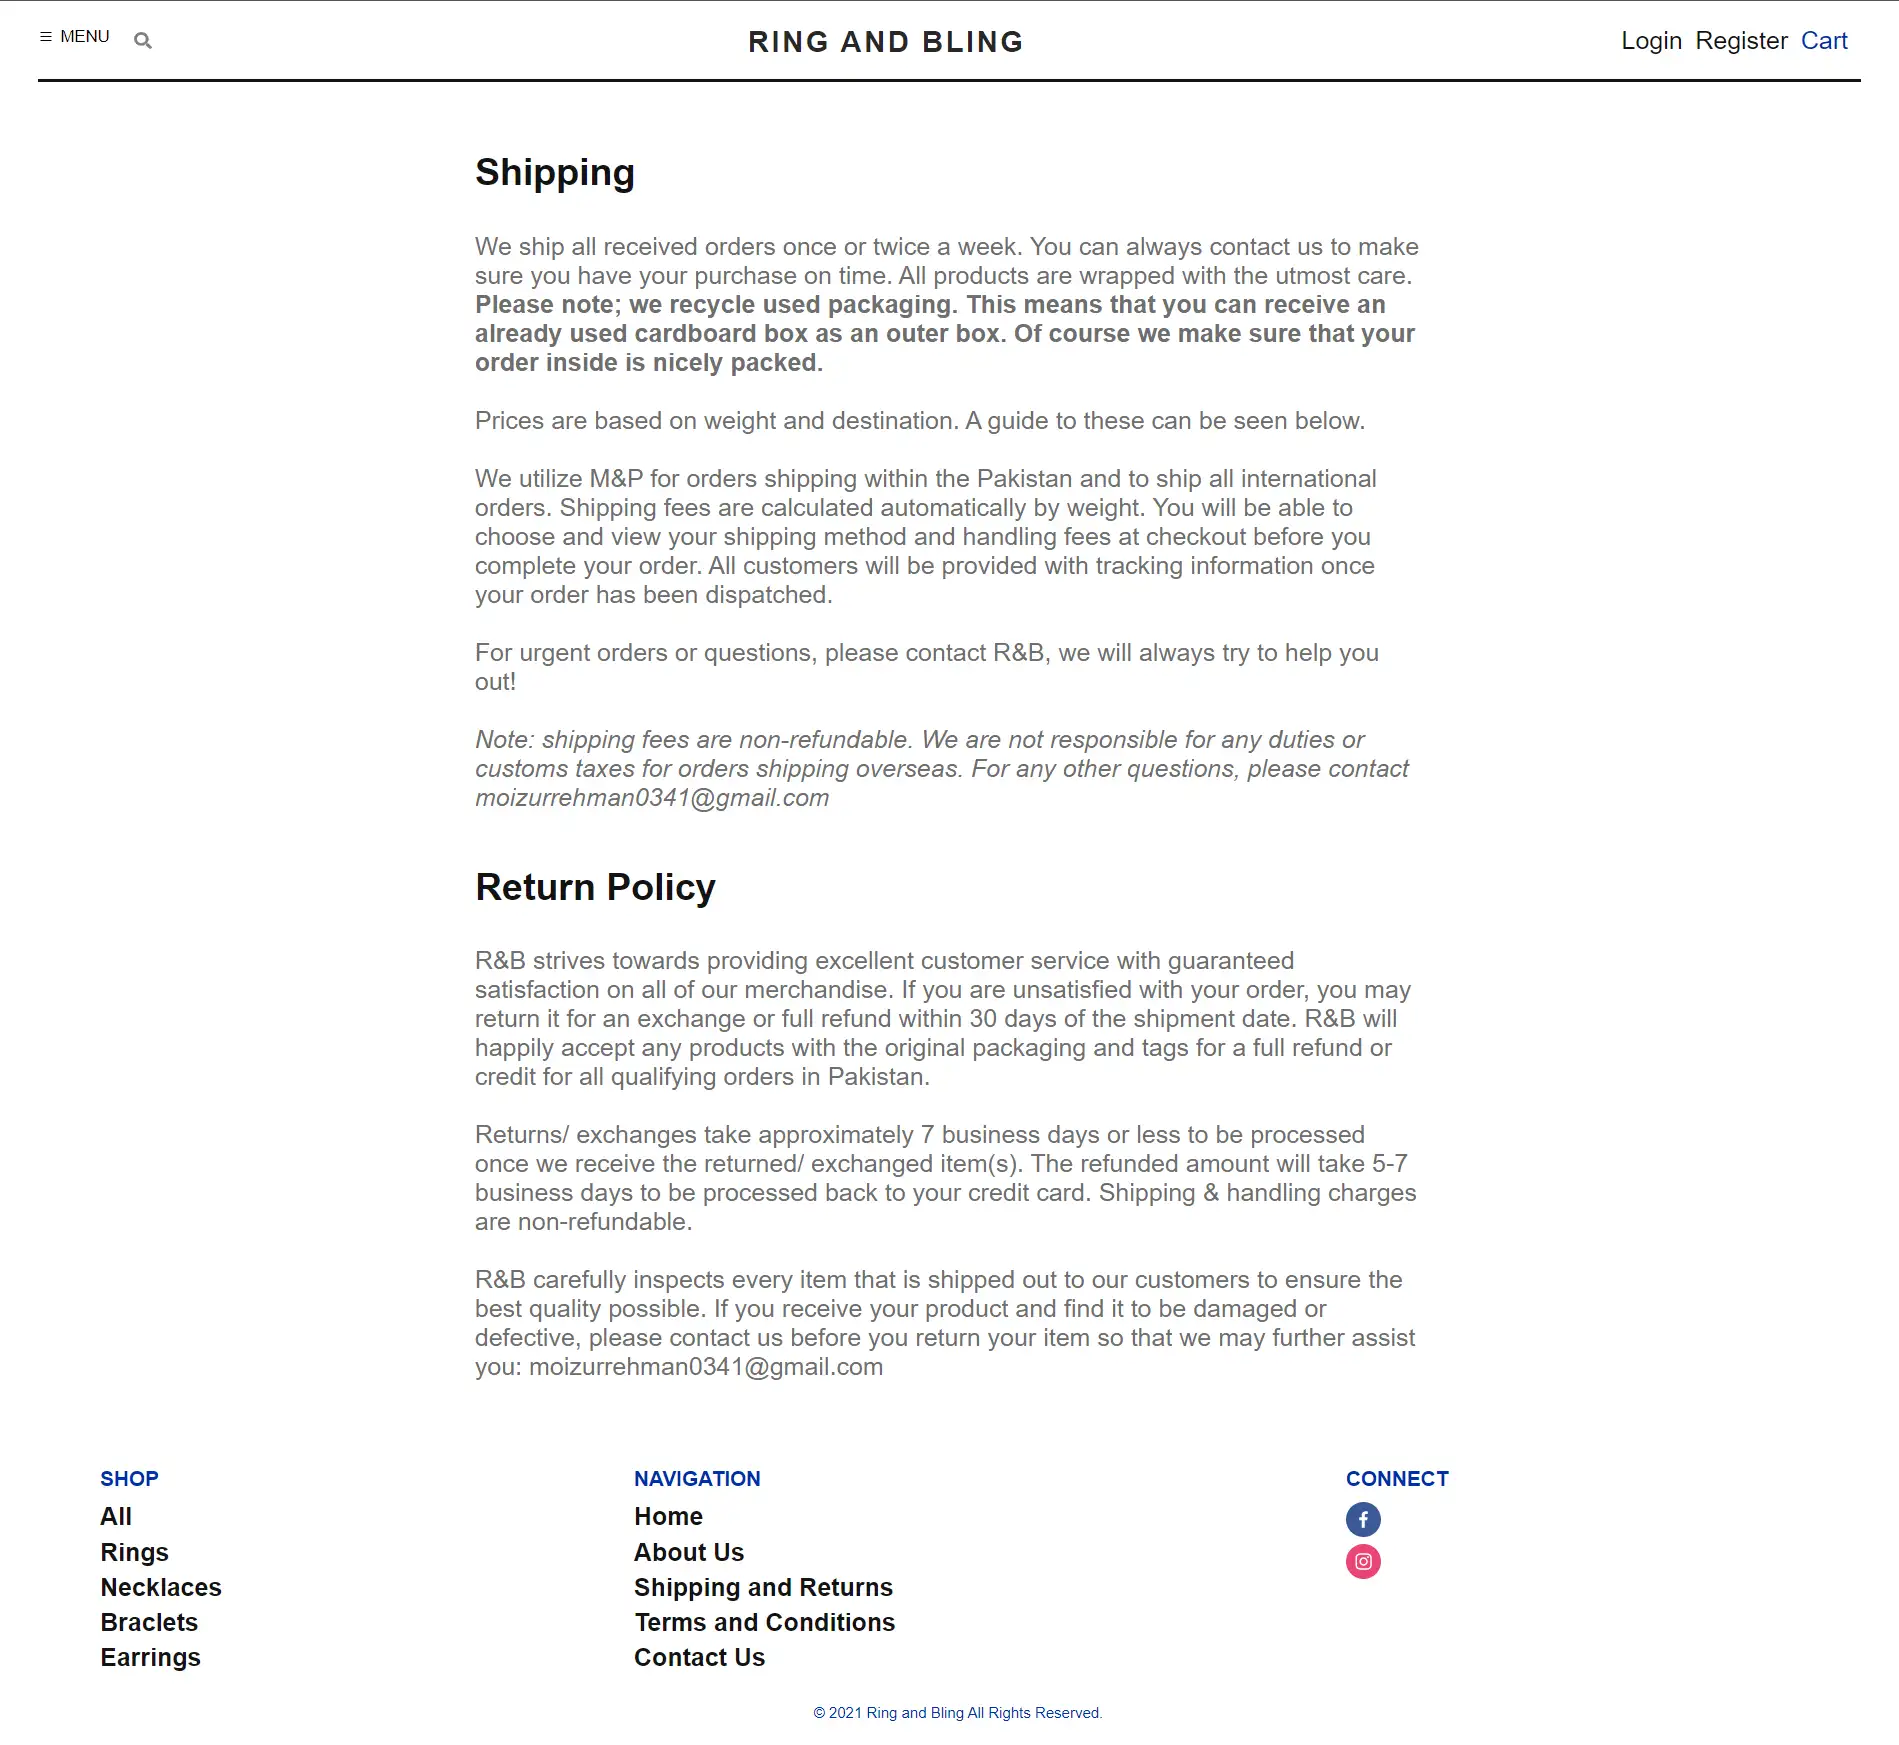 ≡ MENU
RING AND BLING
Login Register Cart
Shipping
We ship all received orders once or twice a week. You can always contact us to make
sure you have your purchase on time. All products are wrapped with the utmost care.
Please note; we recycle used packaging. This means that you can receive an
already used cardboard box as an outer box. Of course we make sure that your
order inside is nicely packed.
Prices are based on weight and destination. A guide to these can be seen below.
We utilize M&P for orders shipping within the Pakistan and to ship all international
orders. Shipping fees are calculated automatically by weight. You will be able to
choose and view your shipping method and handling fees at checkout before you
complete your order. All customers will be provided with tracking information once
your order has been dispatched.
For urgent orders or questions, please contact R&B, we will always try to help you
out!
Note: shipping fees are non-refundable. We are not responsible for any duties or
customs taxes for orders shipping overseas. For any other questions, please contact
moizurrehman0341@gmail.com
Return Policy
R&B strives towards providing excellent customer service with guaranteed
satisfaction on all of our merchandise. If you are unsatisfied with your order, you may
return it for an exchange or full refund within 30 days of the shipment date. R&B will
happily accept any products with the original packaging and tags for a full refund or
credit for all qualifying orders in Pakistan.
Returns/ exchanges take approximately 7 business days or less to be processed
once we receive the returned/ exchanged item(s). The refunded amount will take 5-7
business days to be processed back to your credit card. Shipping & handling charges
are non-refundable.
R&B carefully inspects every item that is shipped out to our customers to ensure the
best quality possible. If you receive your product and find it to be damaged or
defective, please contact us before you return your item so that we may further assist
you: moizurrehman0341@gmail.com
SHOP
All
Rings
Necklaces
Braclets
Earrings
NAVIGATION
Home
About Us
Shipping and Returns
Terms and Conditions
Contact Us
CONNECT
© 2021 Ring and Bling All Rights Reserved.